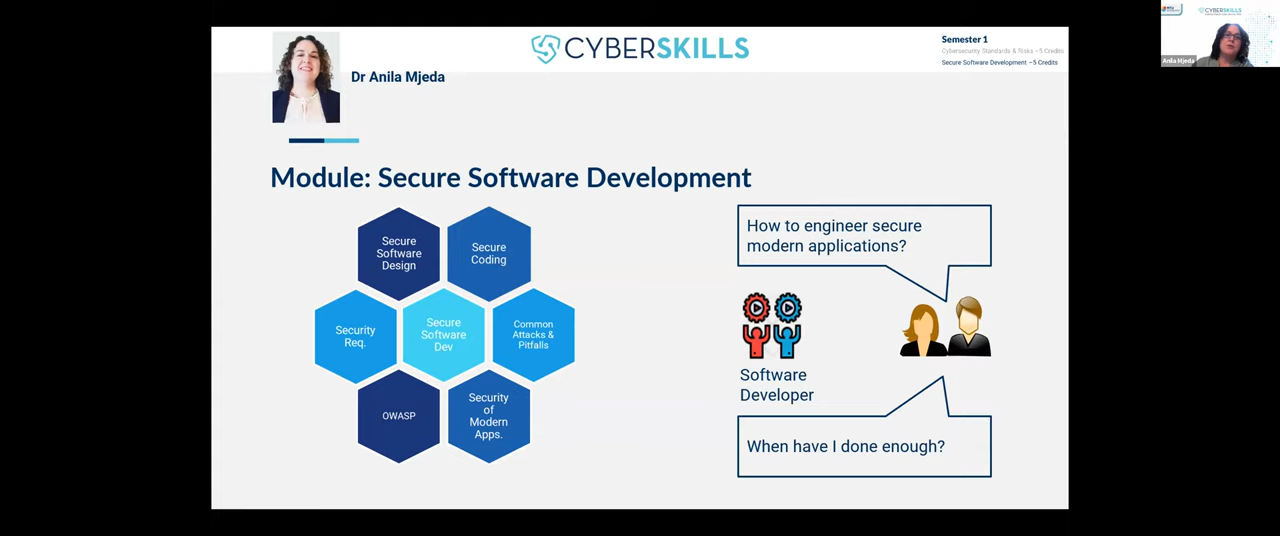 CYBERSKILLS
Semester 1
Cybersecurity Standards & Risks –5 Credits
Secure Software Development –5 Credits
Dr Anila Mjeda
Module: Secure Software Development
Secure
Software
Design
Secure
Coding
Security
Req.
Secure
Software
Dev
Common
Attacks &
Pitfalls
OWASP
Security
of
Modern
Apps.
How to engineer secure
modern applications?
Software
Developer
When have I done enough?
CYBERSKILLS
Anila Mjeda